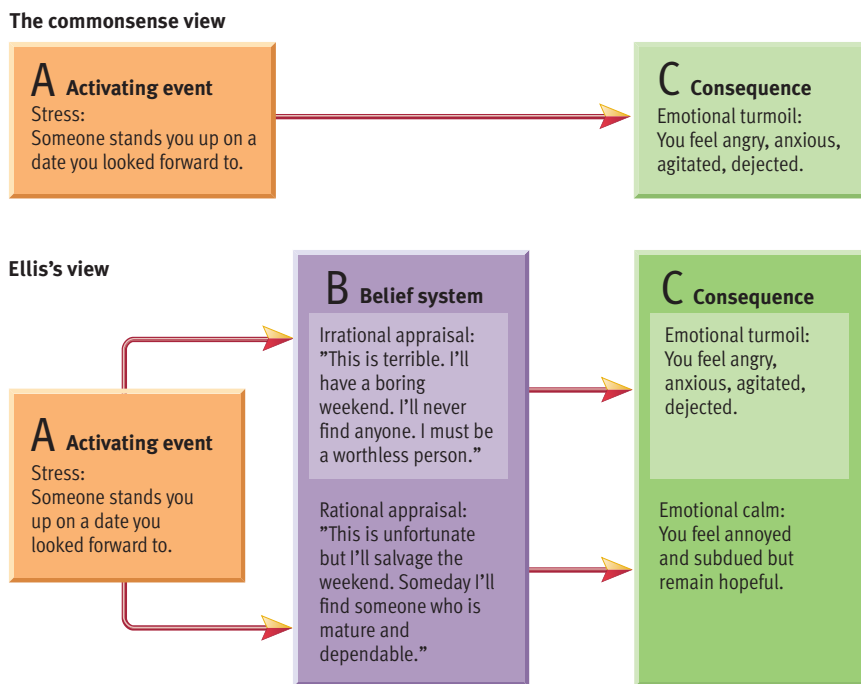 The commonsense view
A Activating event
Stress:
Someone stands you up on a
date you looked forward to.
C Consequence
Emotional turmoil:
You feel angry, anxious,
agitated, dejected.
Ellis’s view
A Activating event
Stress:
Someone stands you
up on a date you
looked forward to.
B Belief system
Irrational appraisal:
”This is terrible. I’ll
have a boring
weekend. I’ll never
find anyone. I must be
a worthless person.”
Rational appraisal:
”This is unfortunate
but I’ll salvage the
weekend. Someday I’ll
find someone who is
mature and
dependable.”
C Consequence
Emotional turmoil:
You feel angry,
anxious, agitated,
dejected.
Emotional calm:
You feel annoyed
and subdued but
remain hopeful.